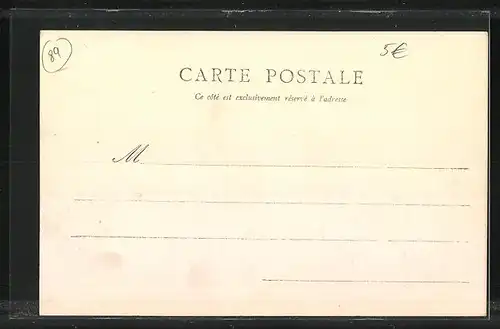 89
5€
CARTE POSTALE
Ce côté est exclusivement réservé à l'adresse
M